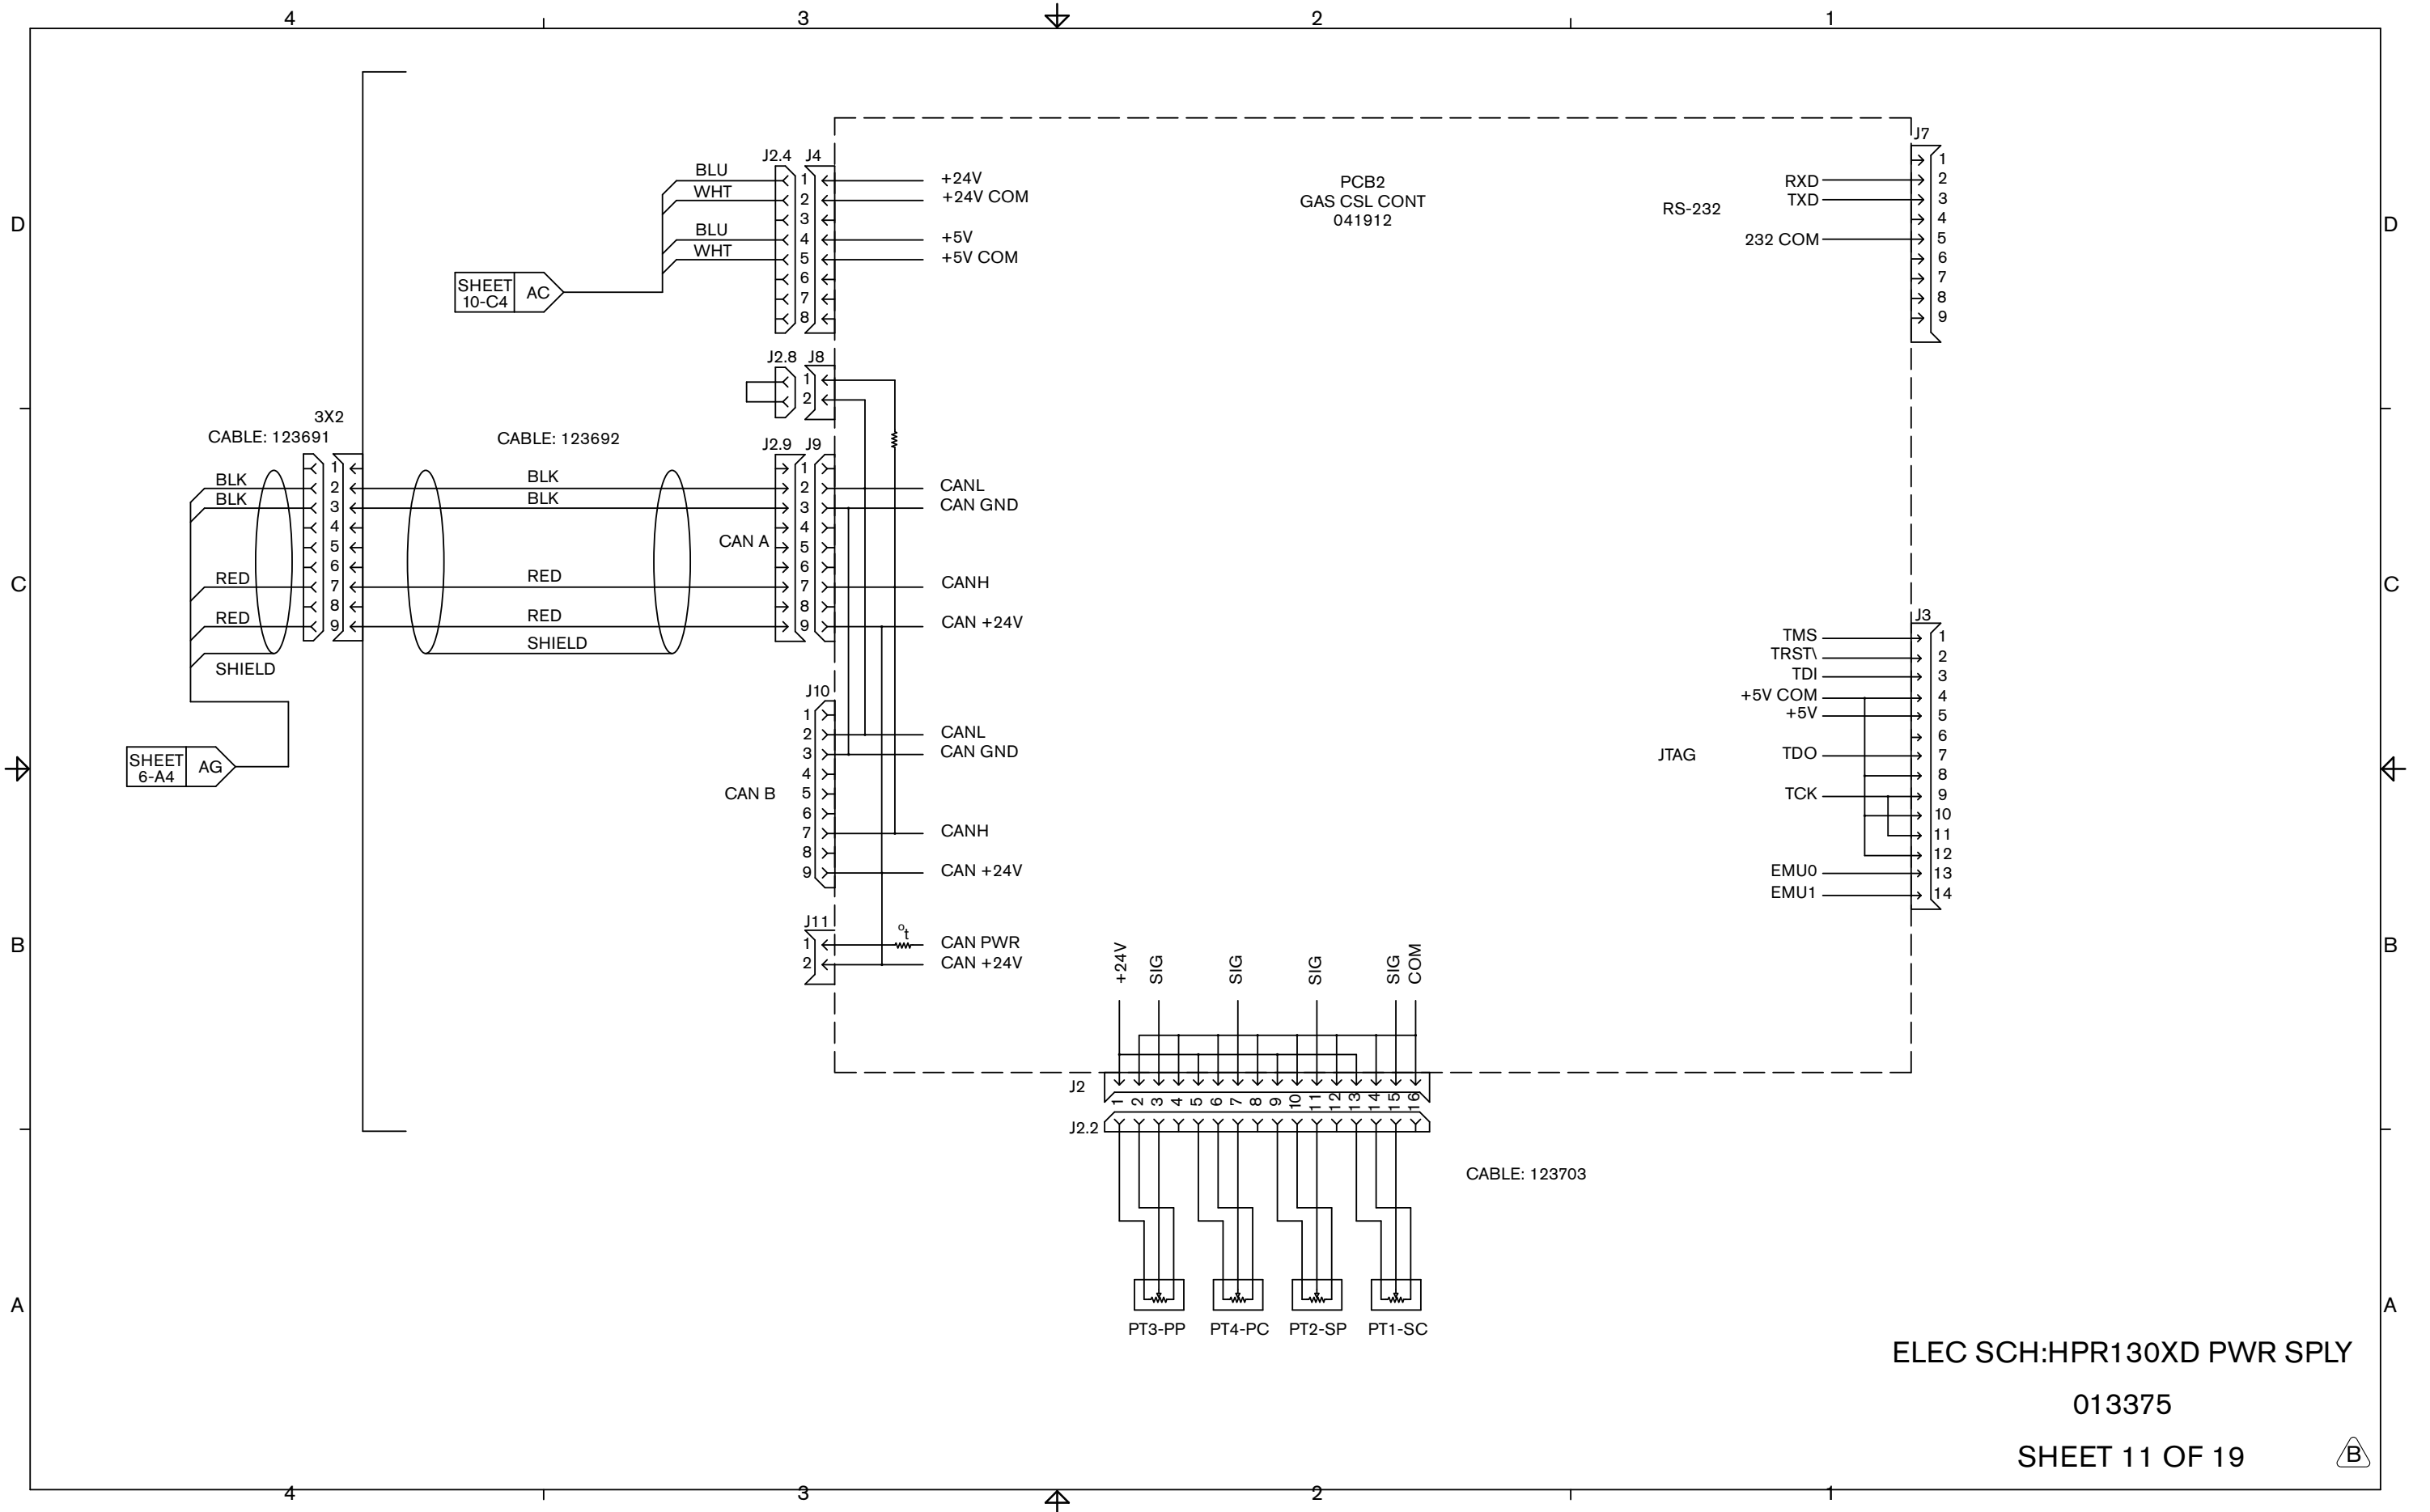 4 3 2 1
D
D
C
C
B
B
A
A
J2.4 J4
BLU
WHT
BLU
WHT
1
2
3
4
5
6
7
8
+24V
+24V COM
+5V
+5V COM
SHEET
10-C4
AC
PCB2
GAS CSL CONT
041912
RS-232
RXD
TXD
232 COM
J7
1
2
3
4
5
6
7
8
9
J2.8 J8
1
2
3X2
CABLE: 123691
CABLE: 123692
BLK
BLK
RED
RED
SHIELD
1
2
3
4
5
6
7
8
9
BLK
BLK
RED
RED
SHIELD
J2.9 J9
CAN A
1
2
3
4
5
6
7
8
9
CANL
CAN GND
CANH
CAN +24V
SHEET
6-A4
AG
J10
CAN B
1
2
3
4
5
6
7
8
9
CANL
CAN GND
CANH
CAN +24V
J11
1
2
ot
CAN PWR
CAN +24V
J3
JTAG
TMS
TRST\
TDI
+5V COM
+5V
TDO
TCK
EMU0
EMU1
1
2
3
4
5
6
7
8
9
10
11
12
13
14
+24V
SIG
SIG
SIG
SIG
COM
J2
1 2 3 4 5 6 7 8 9 10 11 12 13 14 15 16
J2.2
CABLE: 123703
PT3-PP PT4-PC PT2-SP PT1-SC
ELEC SCH:HPR130XD PWR SPLY
013375
SHEET 11 OF 19
B
4 3 2 1